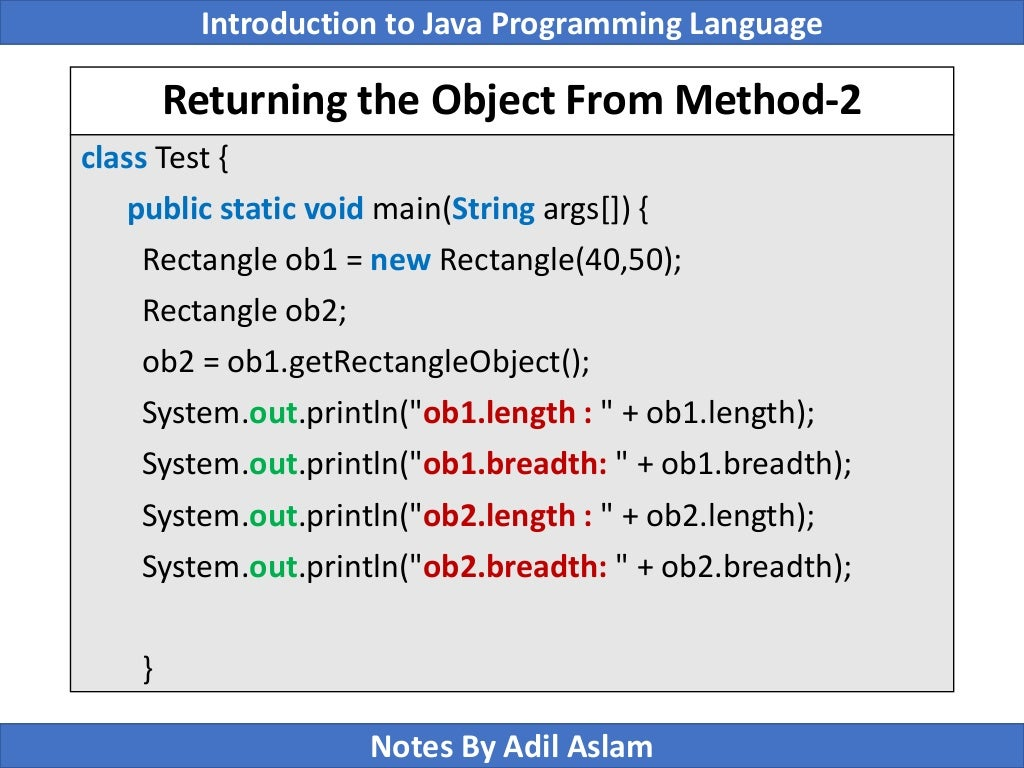 Introduction to Java Programming Language
Returning the Object From Method-2
class Test {
public static void main(String args[]) {
Rectangle ob1 = new Rectangle(40,50);
Rectangle ob2;
ob2 = ob1.getRectangleObject();
System.out.println("ob1.length : " + ob1.length);
System.out.println("ob1.breadth: " + ob1.breadth);
System.out.println("ob2.length : " + ob2.length);
System.out.println("ob2.breadth: " + ob2.breadth);
}
Notes By Adil Aslam